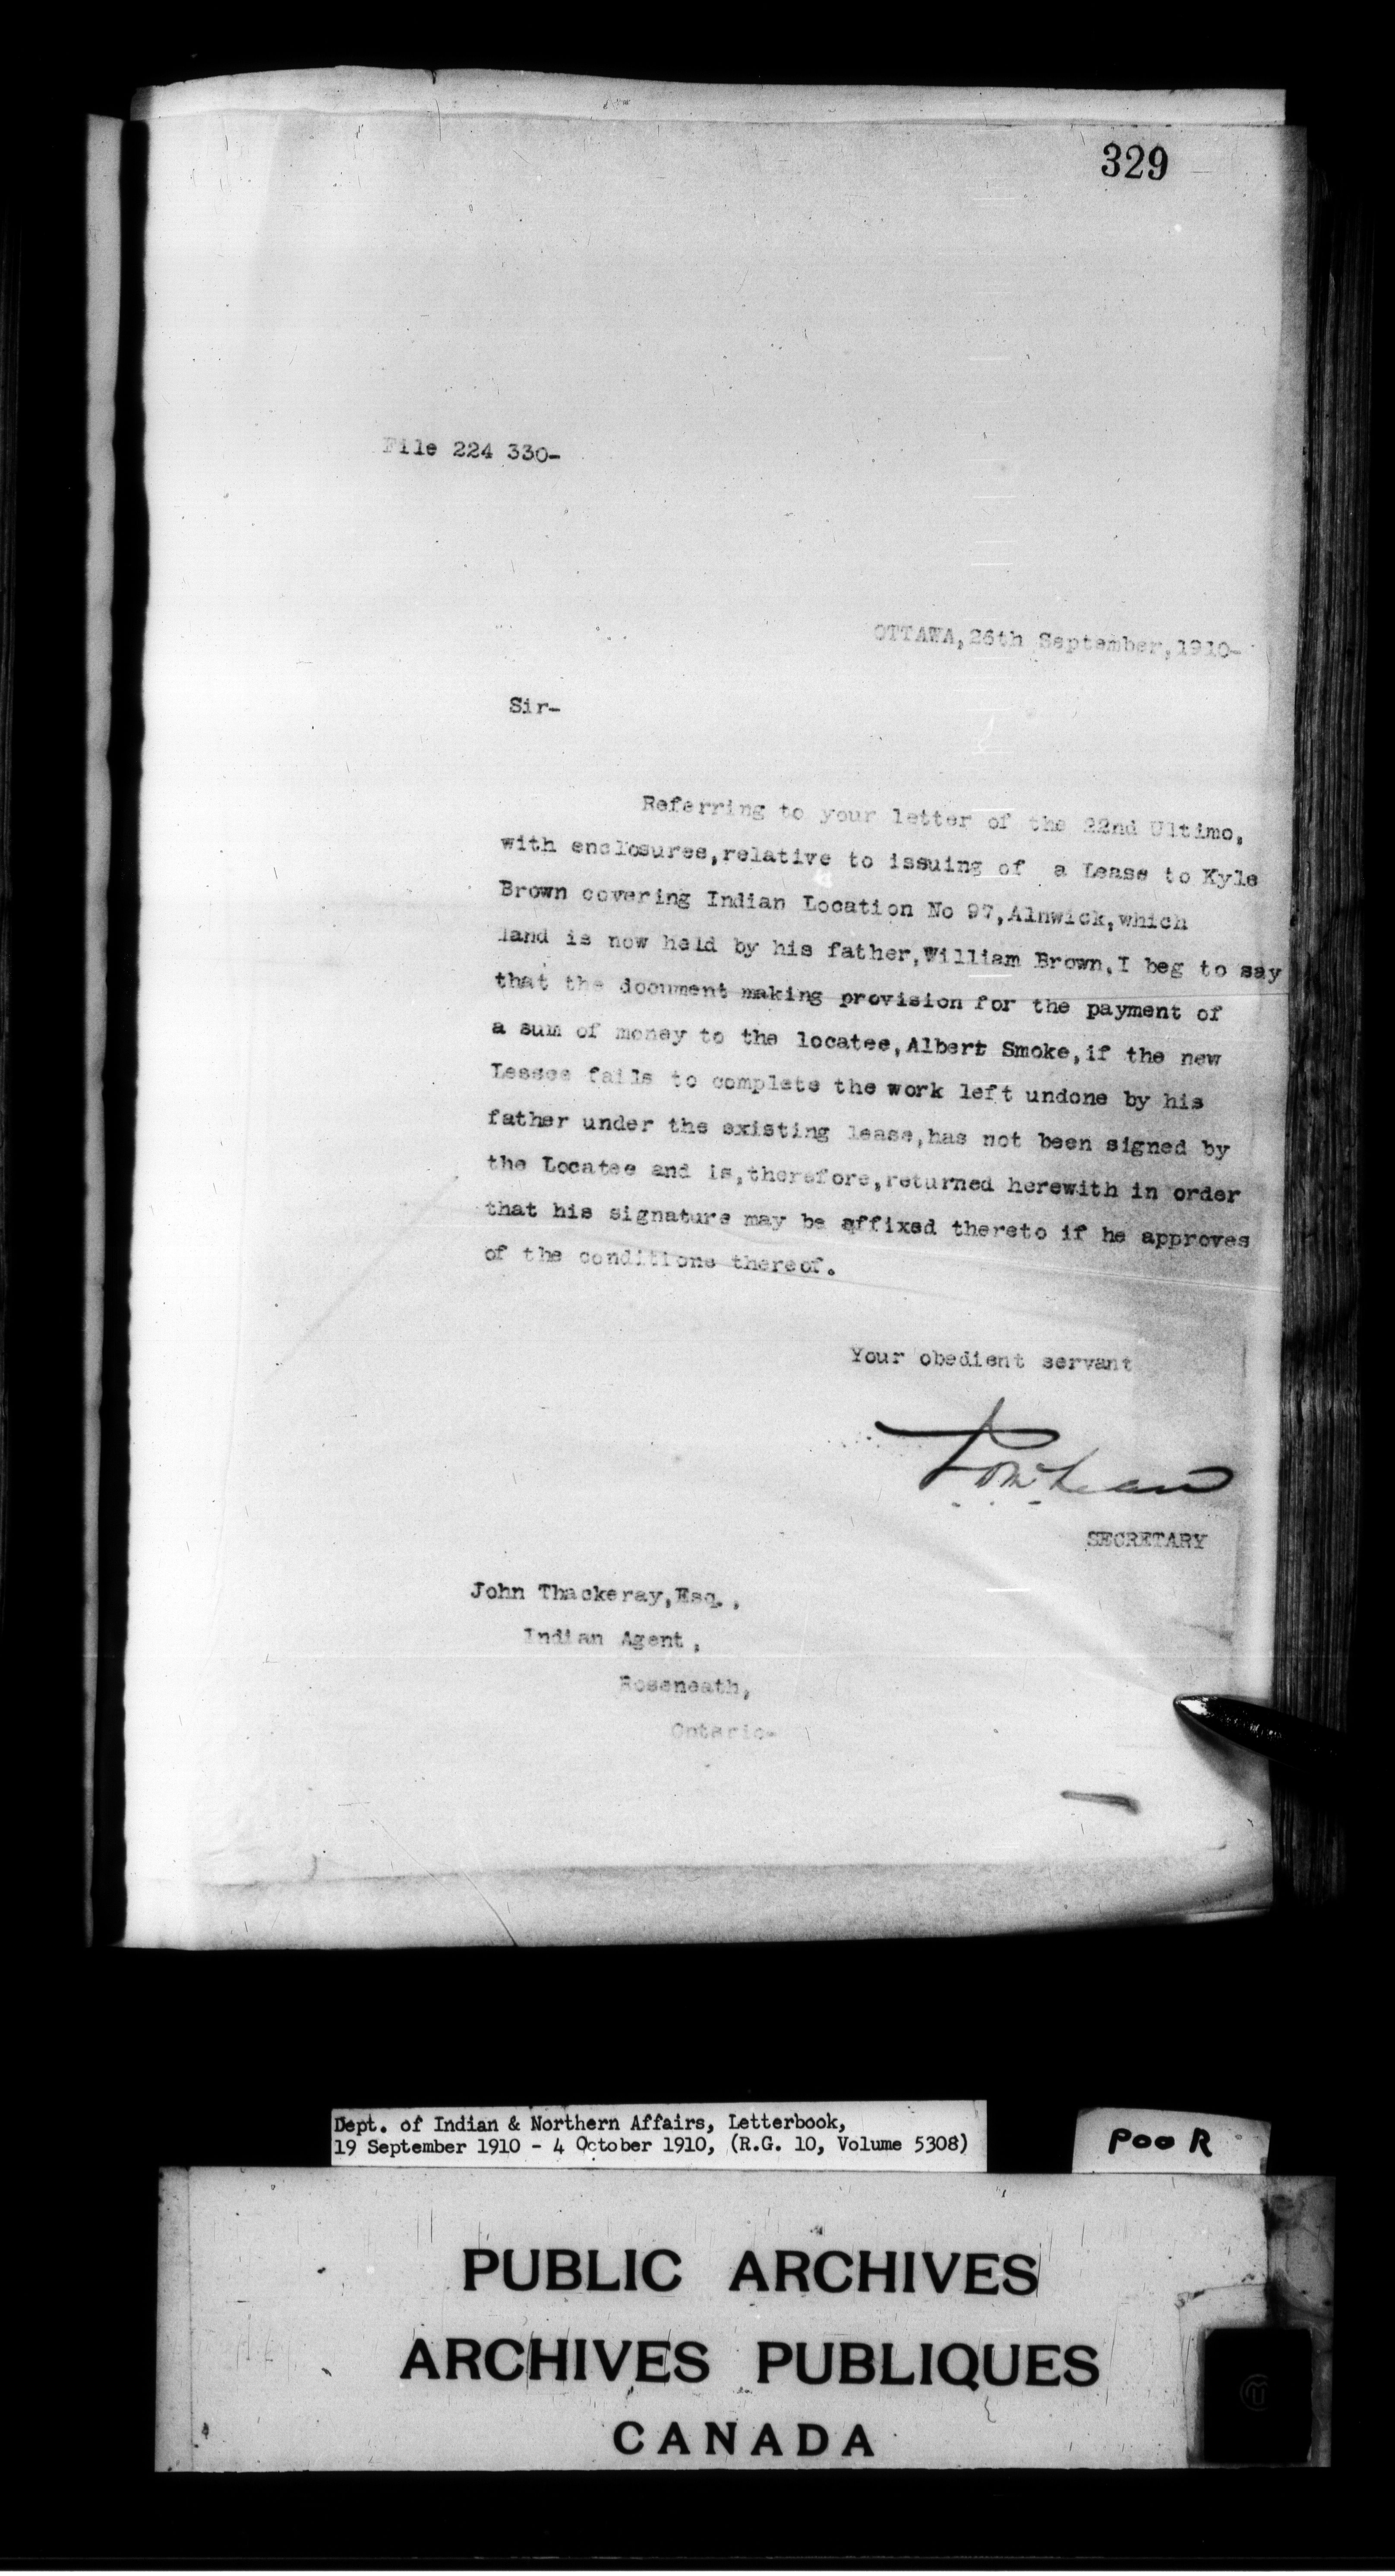 329
File 224 330-
OTTAWA,26th September,1910-
Sir-
Referring to your letter of the 22nd Ultimo,
with enclosures,relative to issuing of a Lease to Kyle
Brown covering Indian Location No 97,Alnwick,which
land is now held by his father,William Brown,I beg to say
that the document making provision for the payment of
a sum of money to the locatee,Albert Smoke,if the new
Lessee fails to complete the work left undone by his
father under the existing lease,has not been signed by
the Locatee and is,therefore,returned herewith in order
that his signature may be affixed thereto if he approves
of the conditions thereof.
Your obedient servant
SECRETARY
John Thackeray,Esq.,
Indian Agent,
Roseneath,
Ontario-
Dept. of Indian & Northern Affairs, Letterbook,
19 September 1910 - 4 October 1910, (R.G. 10, Volume 5308)
POOR
PUBLIC ARCHIVES
ARCHIVES PUBLIQUES
CANADA